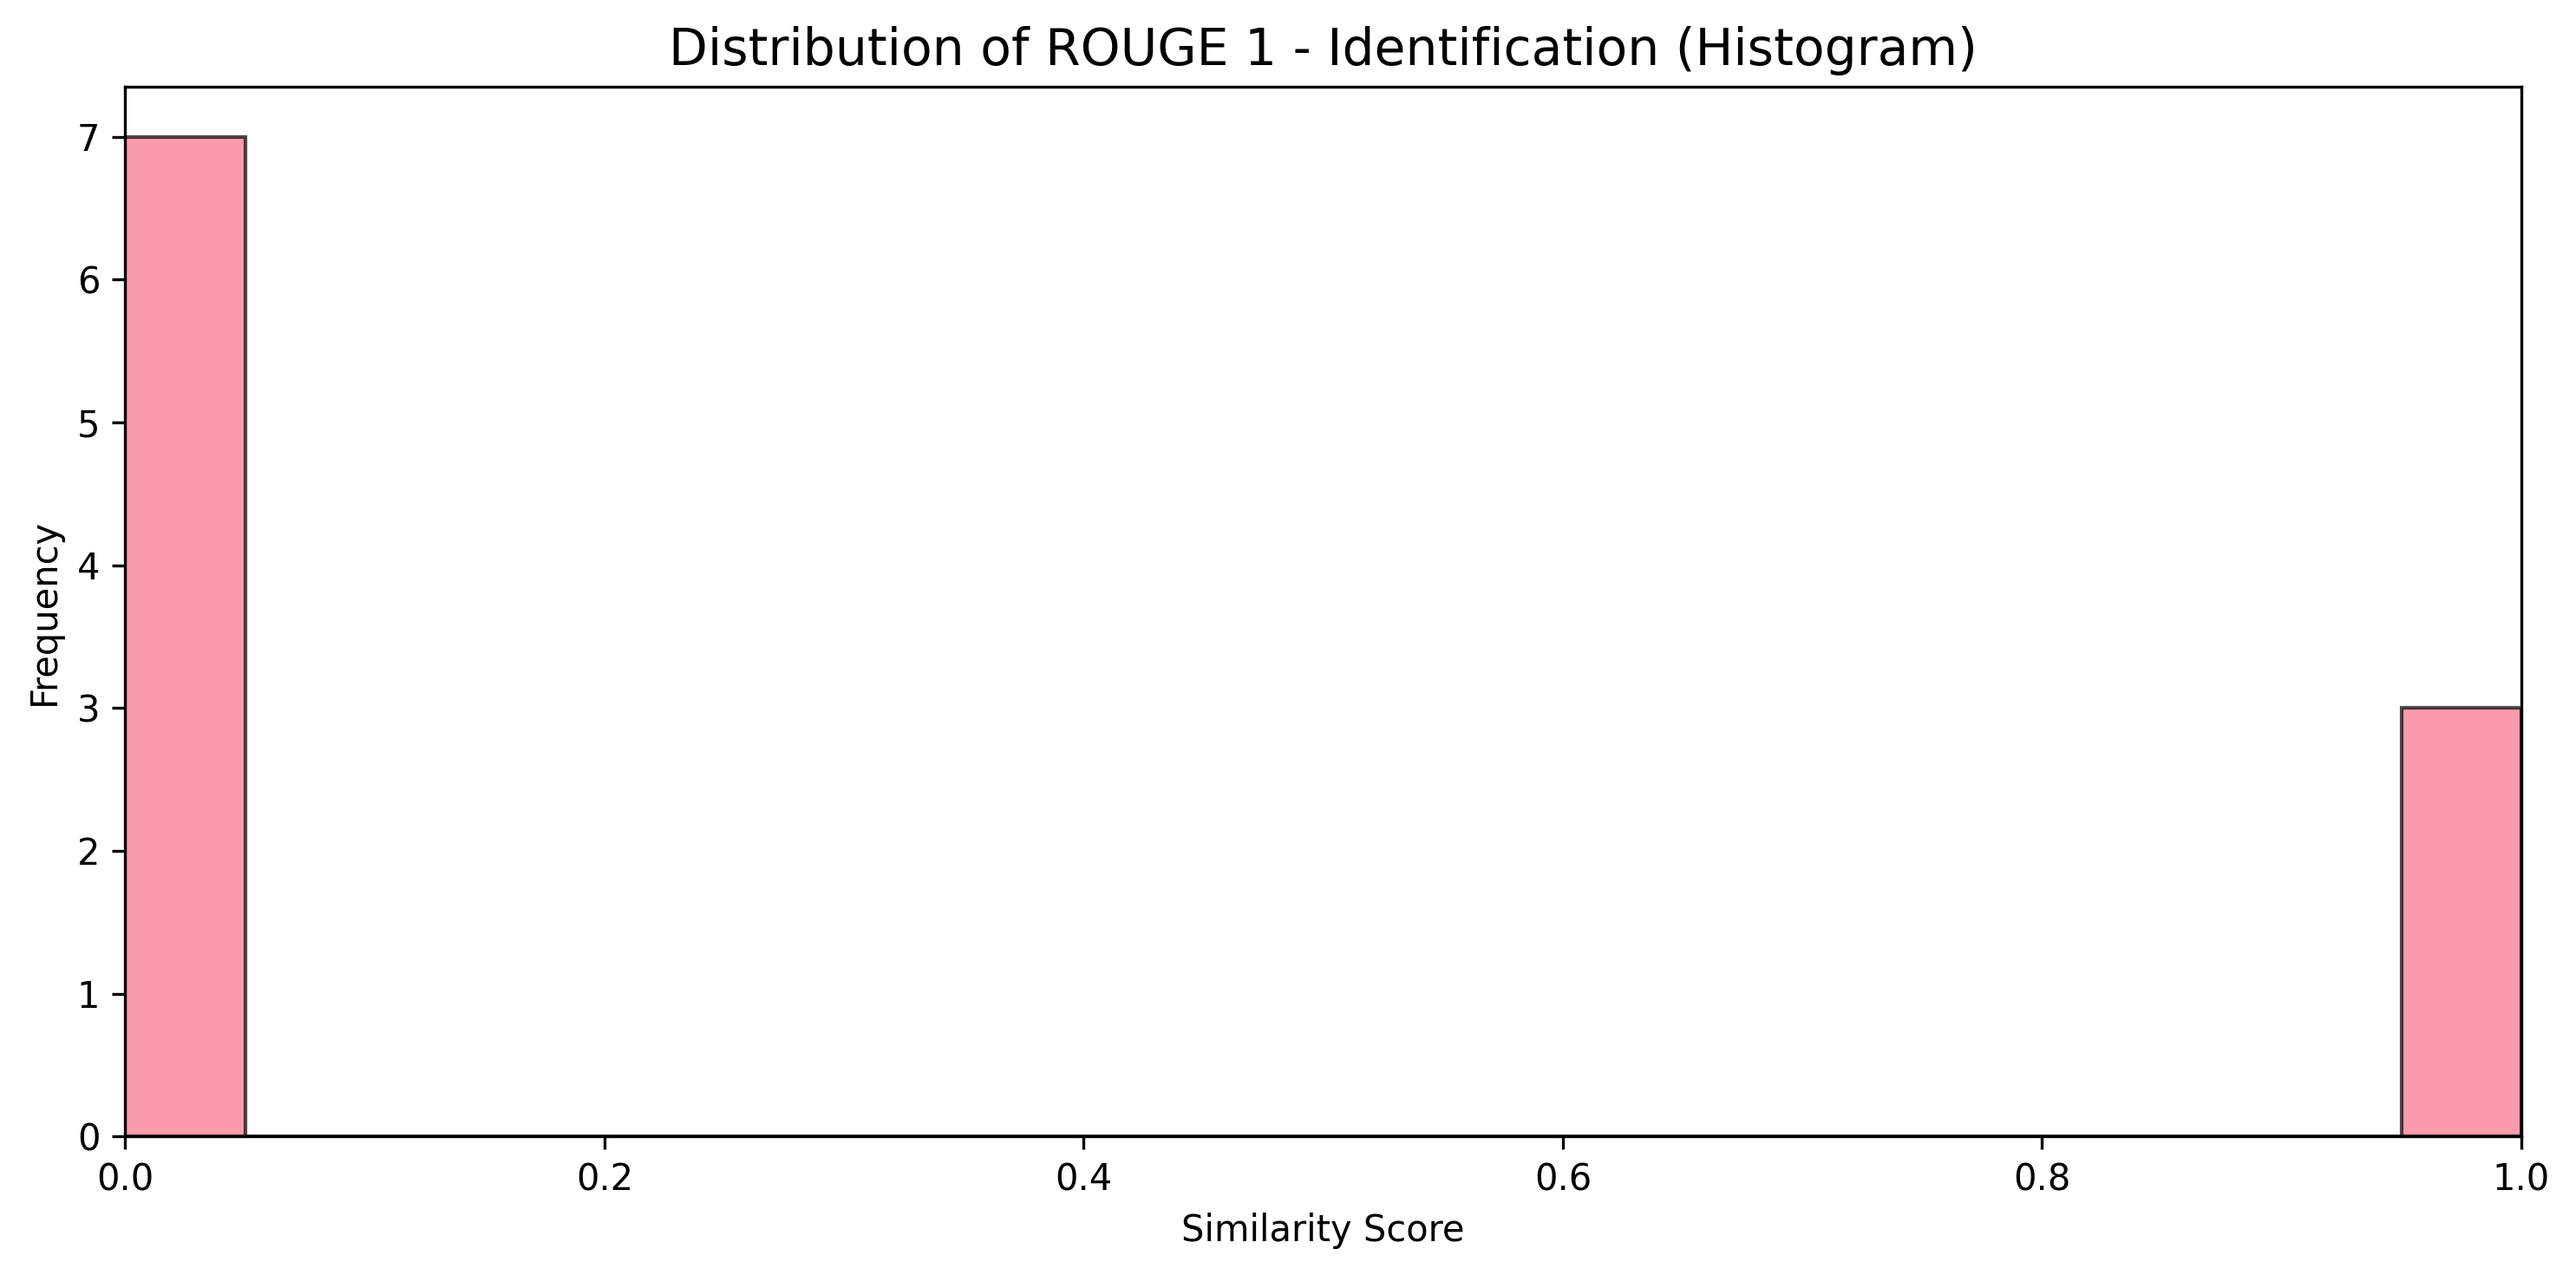 Distribution of ROUGE 1 - Identification (Histogram)
7
6
5
4
3
2
1
0
Frequency
0.0 0.2 0.4 0.6 0.8 1.0
Similarity Score